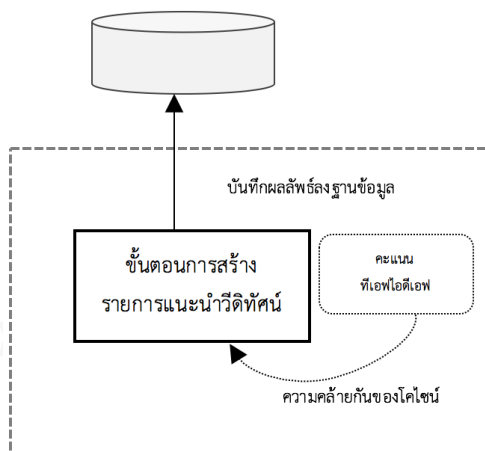 บันทึกผลลัพธ์ลงฐานข้อมูล
ขั้นตอนการสร้าง
รายการแนะนำวีดิทัศน์
คะแนน
ทีเอฟไอดีเอฟ
ความคล้ายกันของโคไซน์